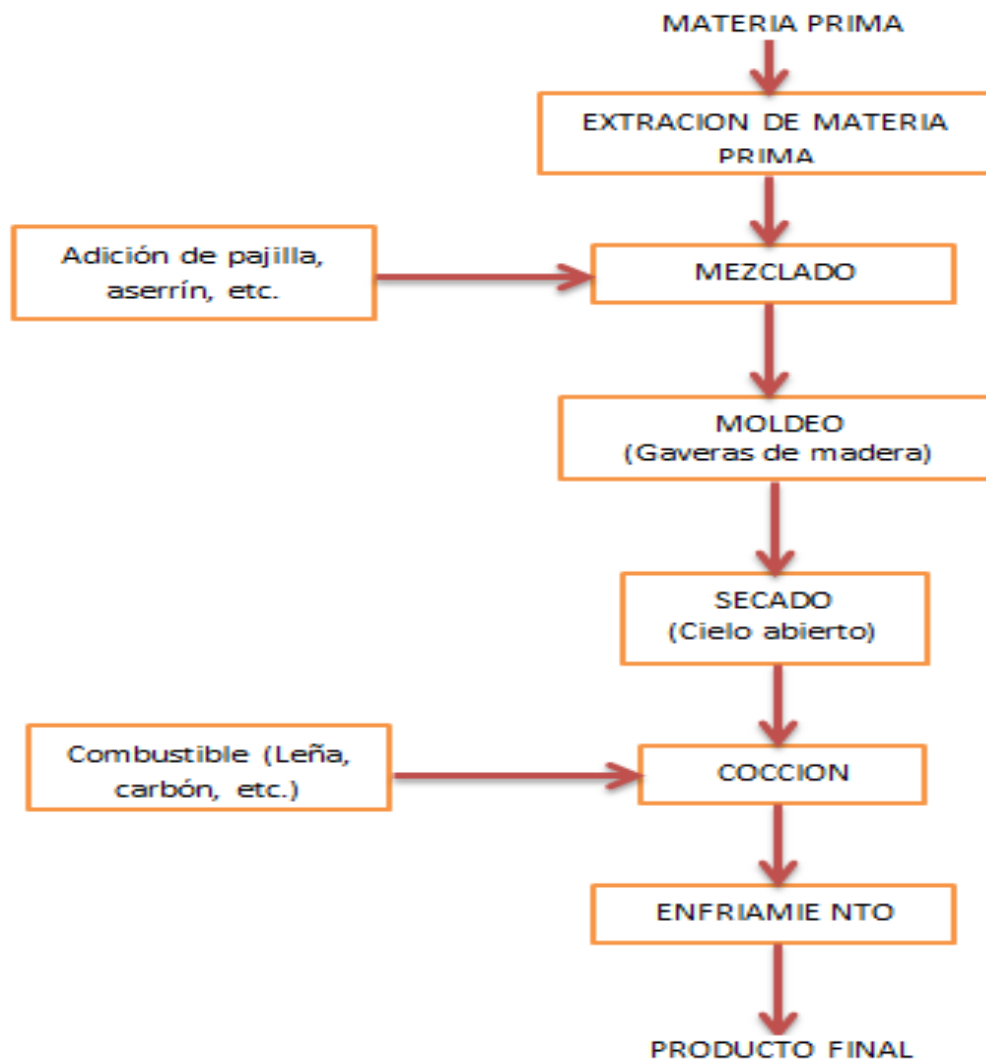 MATERIA PRIMA
EXTRACION DE MATERIA
PRIMA
Adición de pajilla,
aserrín, etc.
MEZCLADO
MOLDEO
(Gaveras de madera)
SECADO
(Cielo abierto)
Combustible (Leña,
carbón, etc.)
COCCION
ENFRIAMIE NTO
PRODUCTO FINAL